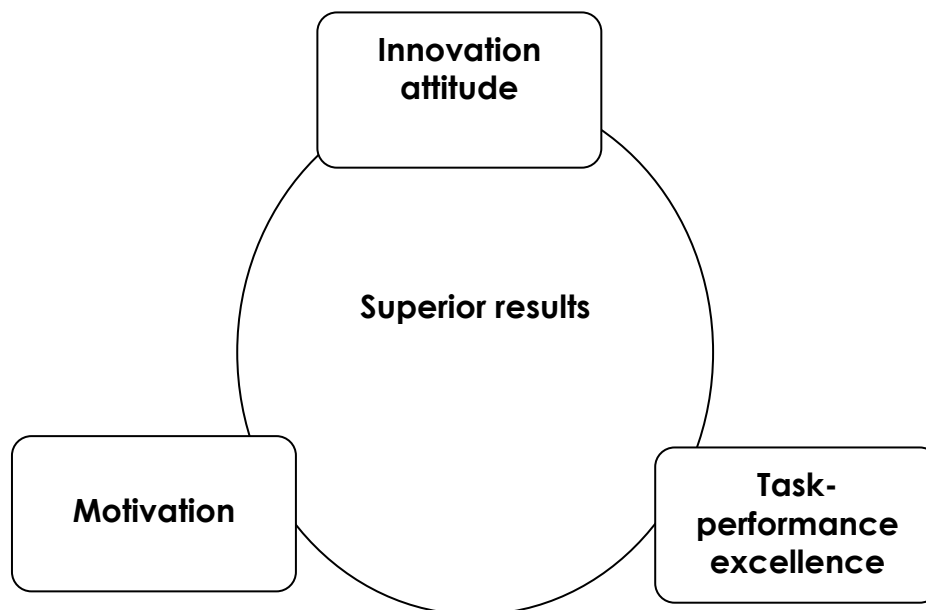 Innovation
attitude
Superior results
Motivation
Task-
performance
excellence